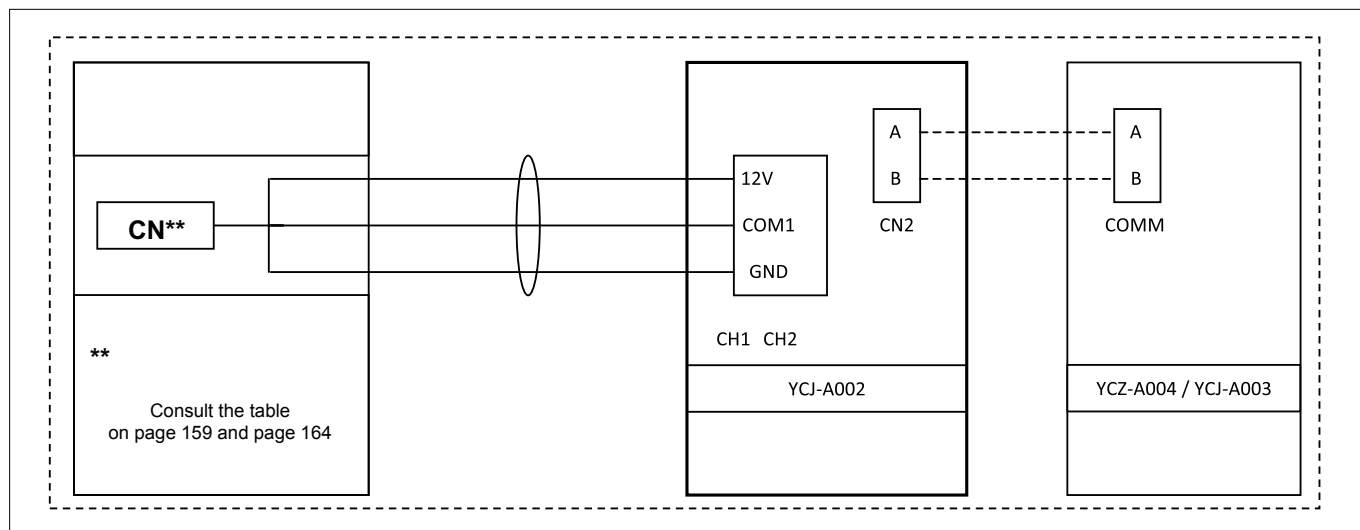 CN**
**
Consult the table
on page 159 and page 164
12V
COM1
GND
CH1 CH2
A
B
CN2
YCJ-A002
A
B
COMM
YCZ-A004 / YCJ-A003